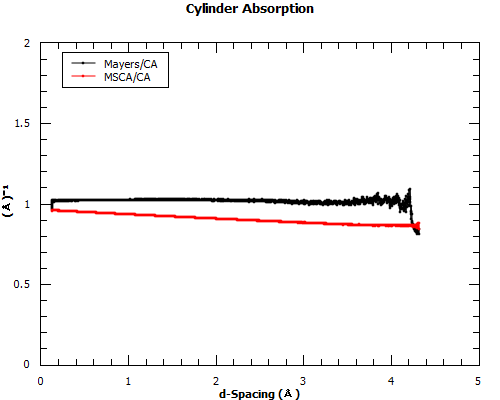 Cylinder Absorption
2
Mayers/CA
MSCA/CA
1.5
(Å)⁻¹
1
0.5
0
0 1 2 3 4 5
d-Spacing (Å)